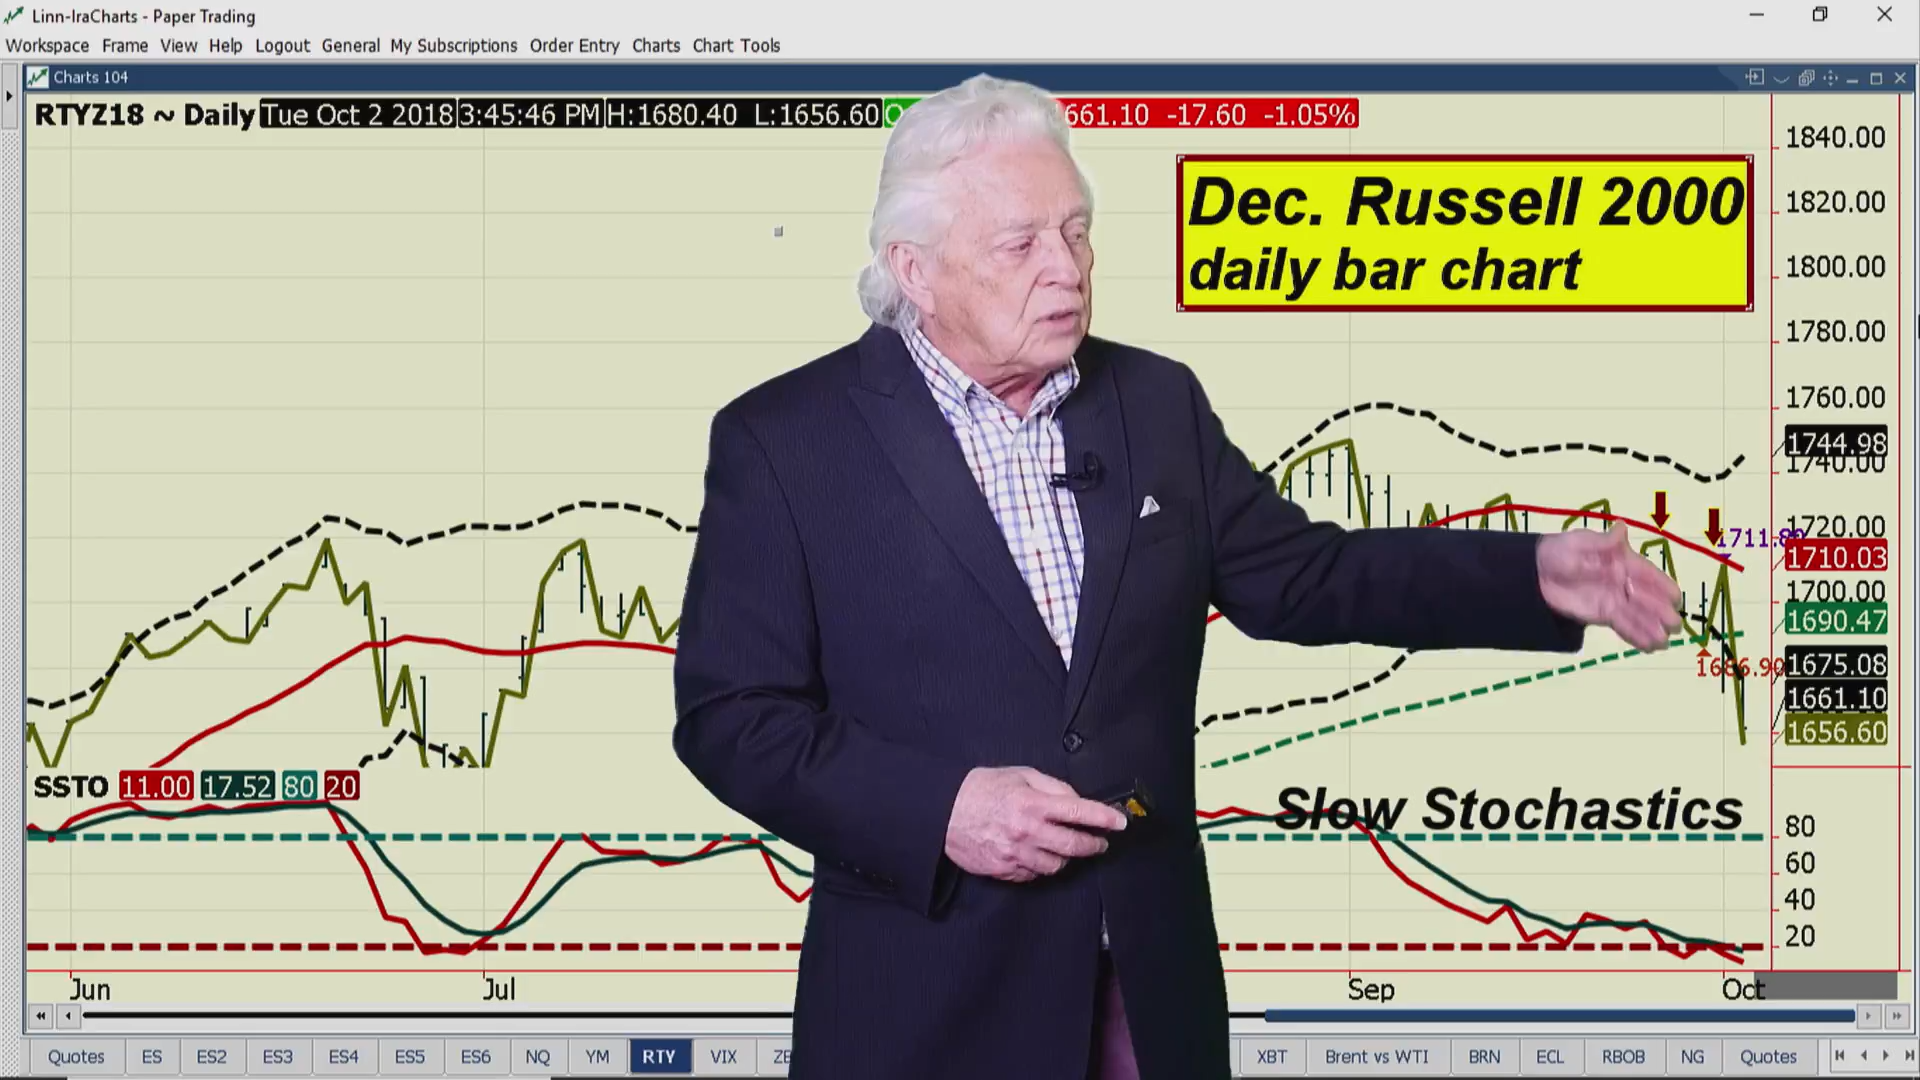 Linn-IraCharts - Paper Trading
Workspace Frame View Help Logout General My Subscriptions Order Entry Charts Chart Tools
Charts 104
RTYZ18 ~ Daily Tue Oct 2 2018 3:45:46 PM H:1680.40 L:1656.60 661.10 -17.60 -1.05%
Dec. Russell 2000
daily bar chart
1840.00
1820.00
1800.00
1780.00
1760.00
1744.98
1740.00
1720.00
1710.03
1700.00
1690.47
1686.90
1675.08
1661.10
1656.60
SSTO 11.00 17.52 80 20
Slow Stochastics
80
60
40
20
Jun Jul Sep Oct
Quotes ES ES2 ES3 ES4 ES5 ES6 NQ YM RTY VIX XBT Brent vs WTI BRN ECL RBOB NG Quotes